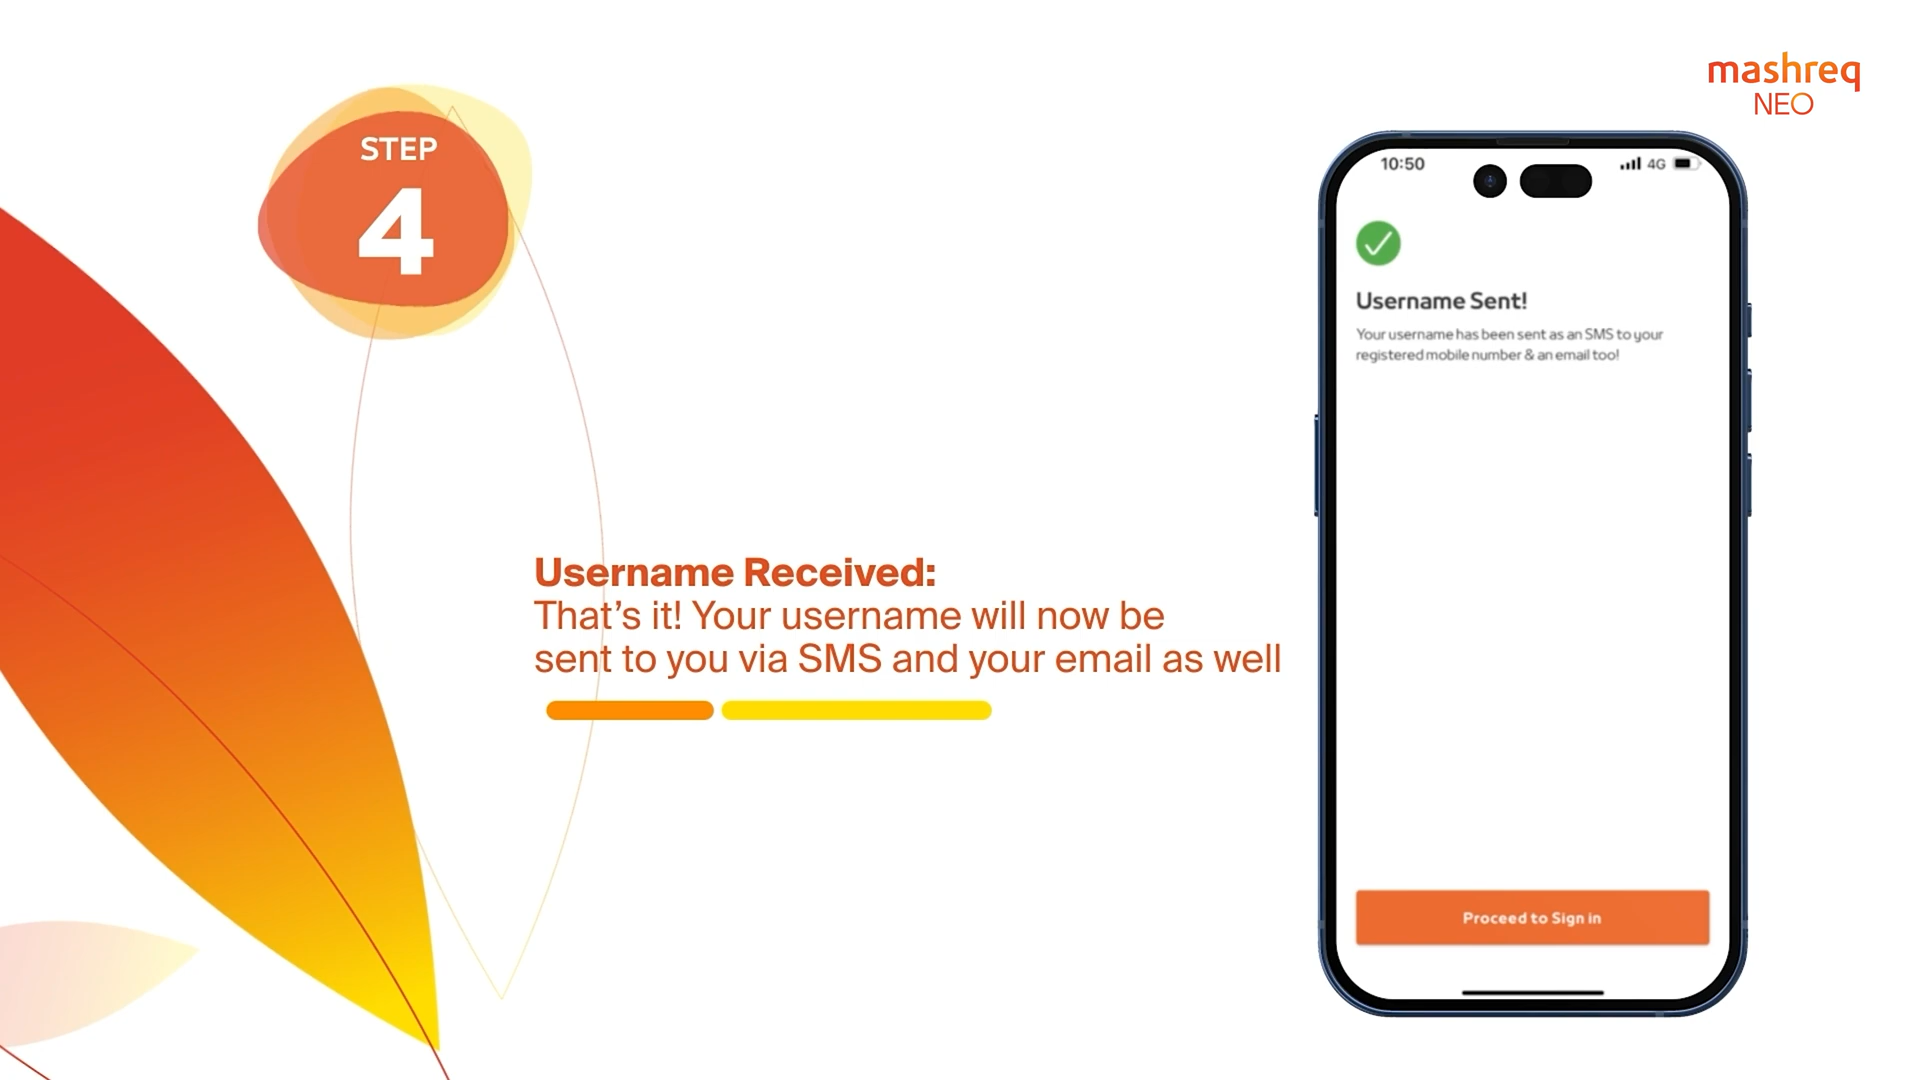 mashreq
NEO
STEP
4
10:50
4G
Username Sent!
Your username has been sent as an SMS to your
registered mobile number & an email too!
Username Received:
That’s it! Your username will now be
sent to you via SMS and your email as well
Proceed to Sign in